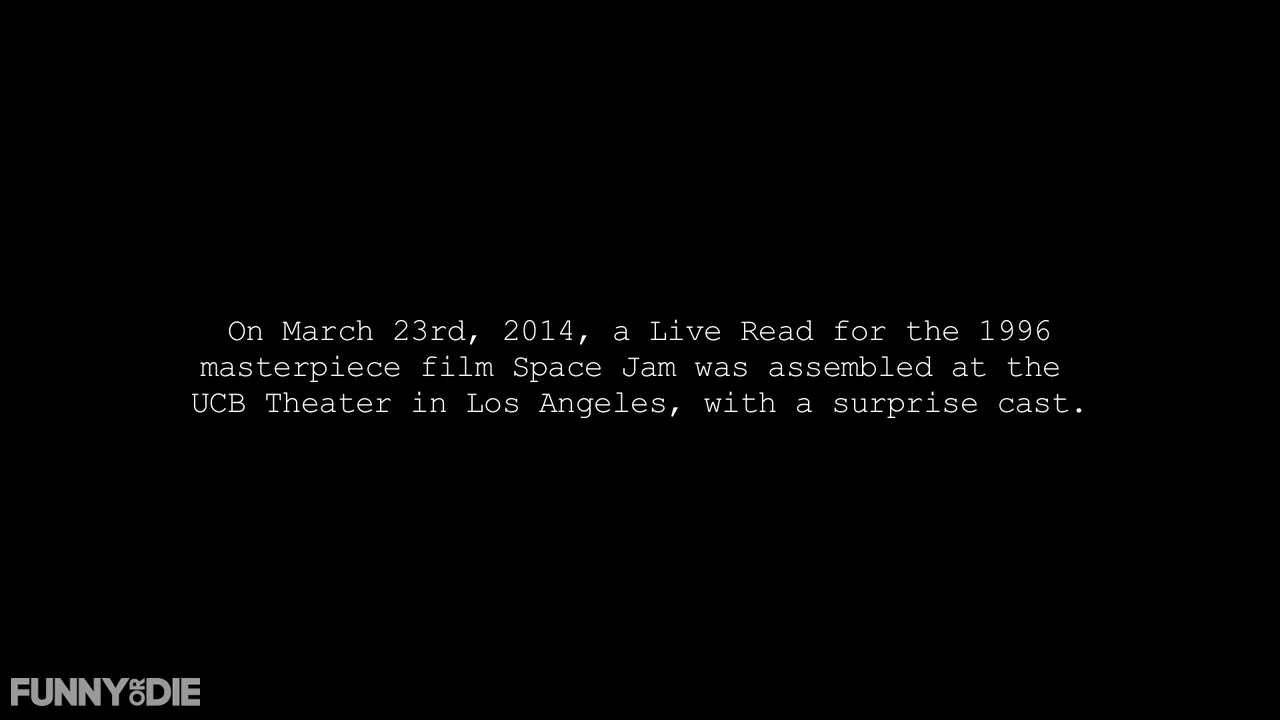 On March 23rd, 2014, a Live Read for the 1996
masterpiece film Space Jam was assembled at the
UCB Theater in Los Angeles, with a surprise cast.
FUNNY OR DIE